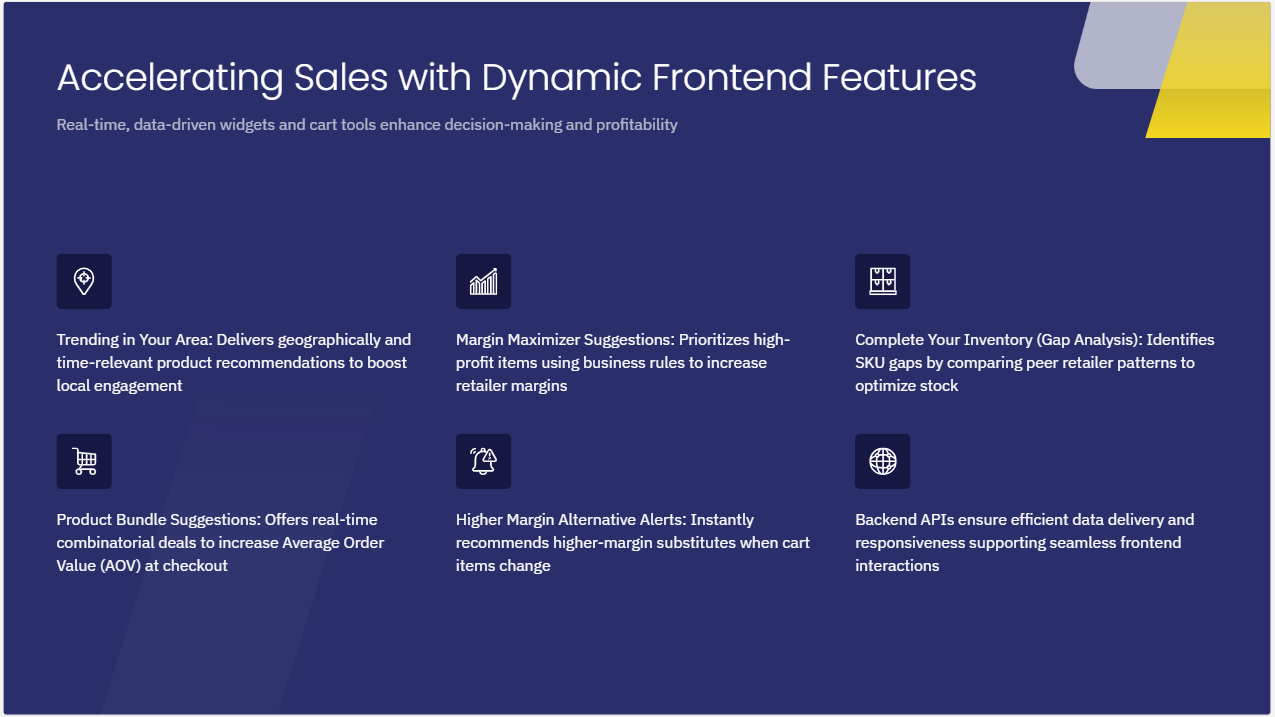 Accelerating Sales with Dynamic Frontend Features
Real-time, data-driven widgets and cart tools enhance decision-making and profitability
Trending in Your Area: Delivers geographically and
time-relevant product recommendations to boost
local engagement
Margin Maximizer Suggestions: Prioritizes high-
profit items using business rules to increase
retailer margins
Complete Your Inventory (Gap Analysis): Identifies
SKU gaps by comparing peer retailer patterns to
optimize stock
Product Bundle Suggestions: Offers real-time
combinatorial deals to increase Average Order
Value (AOV) at checkout
Higher Margin Alternative Alerts: Instantly
recommends higher-margin substitutes when cart
items change
Backend APIs ensure efficient data delivery and
responsiveness supporting seamless frontend
interactions